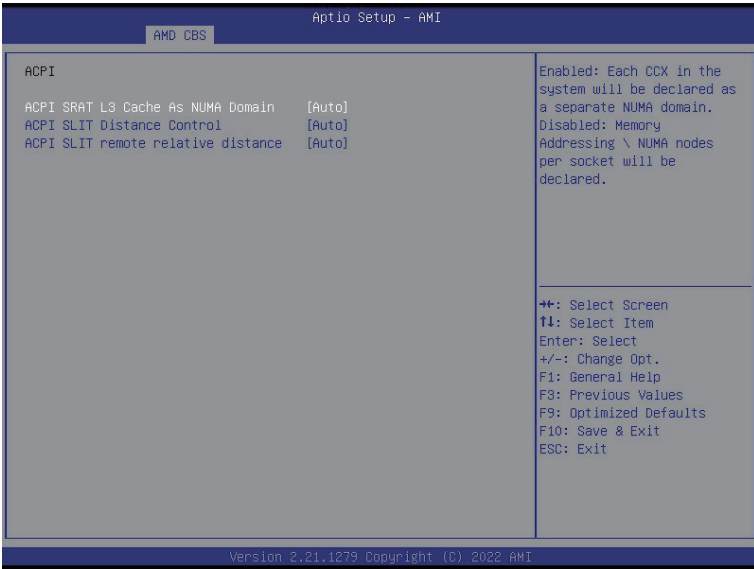 Aptio Setup – AMI
AMD CBS
ACPI
ACPI SRAT L3 Cache As NUMA Domain [Auto]
ACPI SLIT Distance Control [Auto]
ACPI SLIT remote relative distance [Auto]
Enabled: Each CCX in the
system will be declared as
a separate NUMA domain.
Disabled: Memory
Addressing \ NUMA nodes
per socket will be
declared.
→←: Select Screen
↑↓: Select Item
Enter: Select
+/-: Change Opt.
F1: General Help
F3: Previous Values
F9: Optimized Defaults
F10: Save & Exit
ESC: Exit
Version 2.21.1279 Copyright (C) 2022 AMI